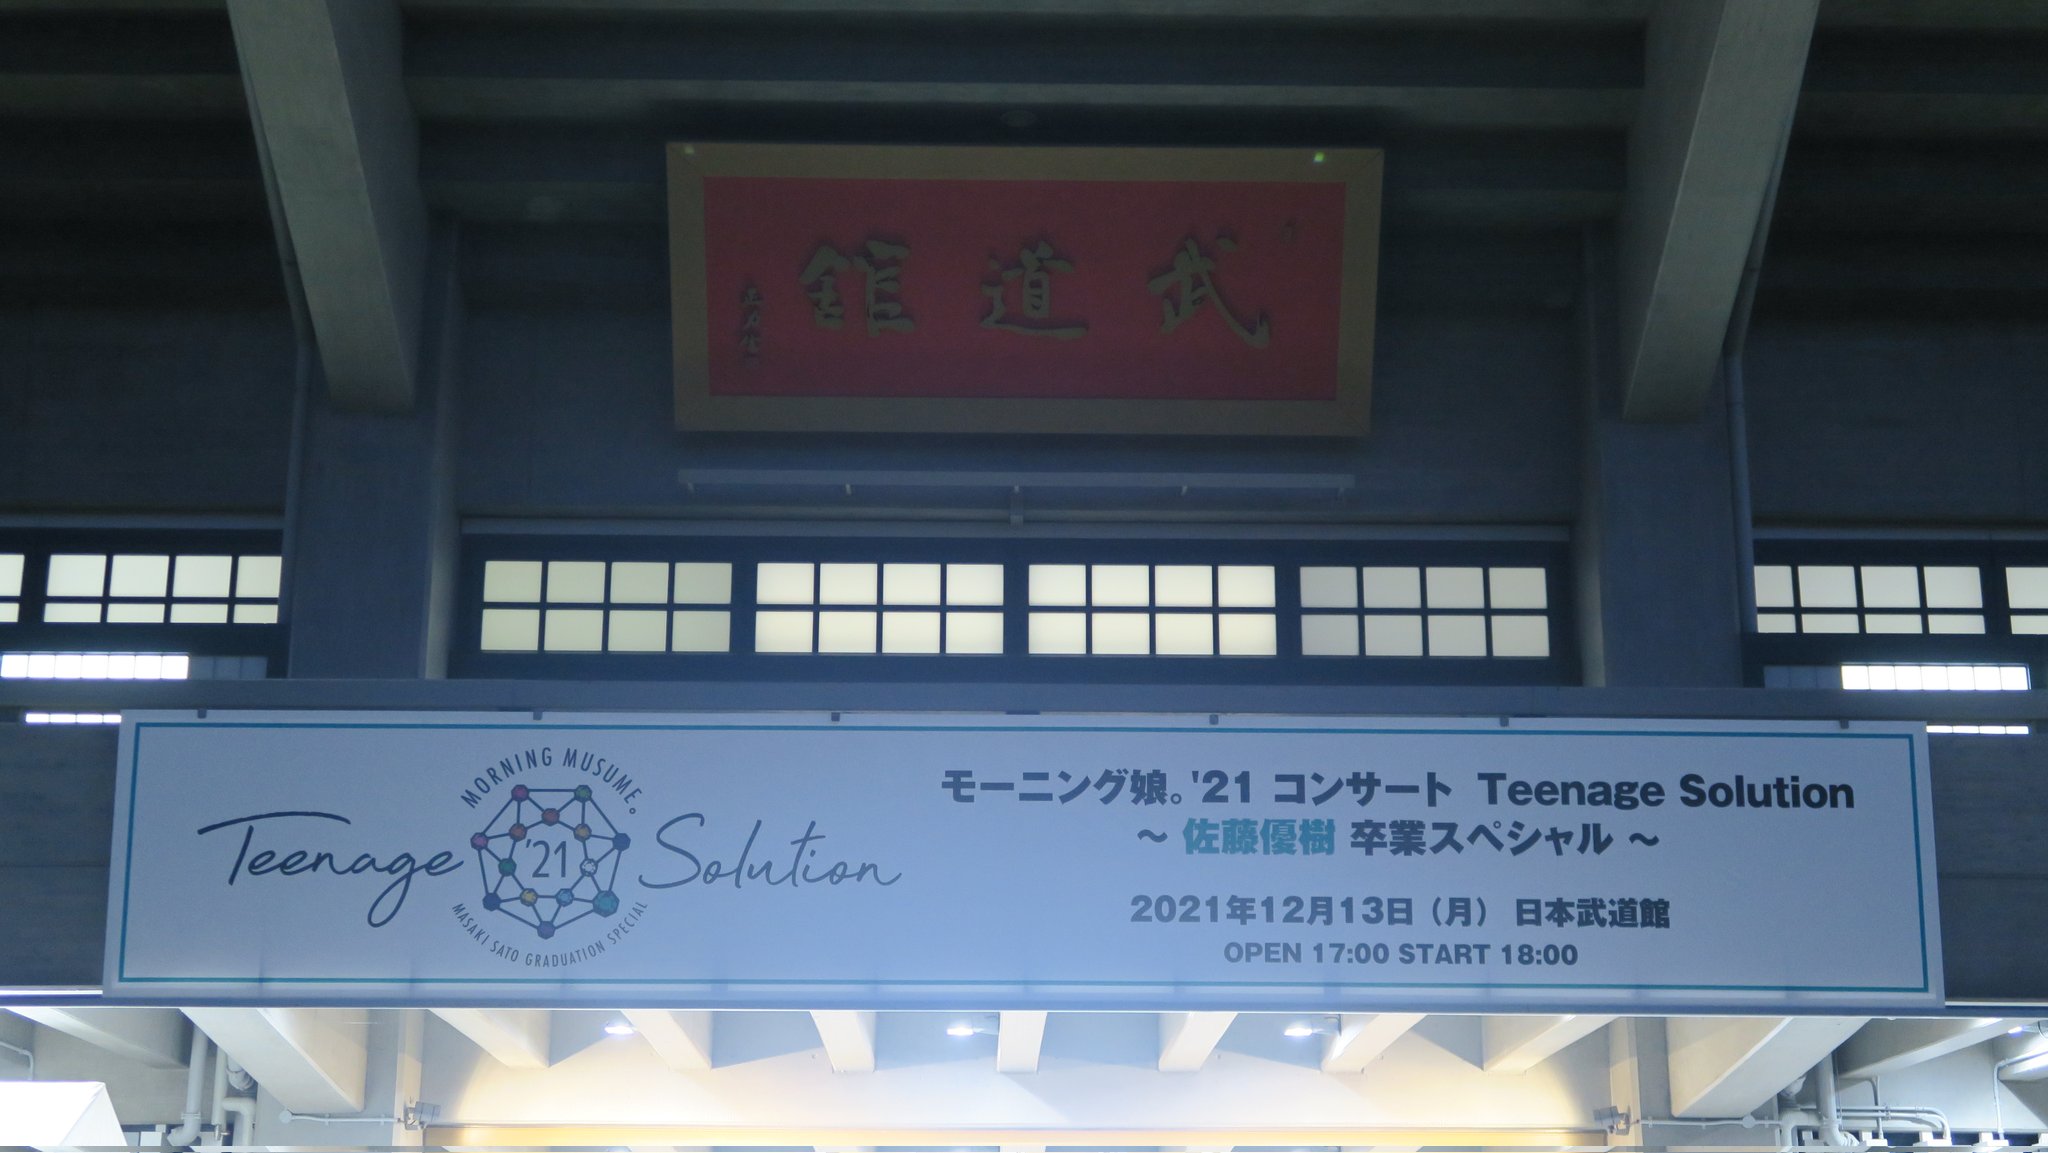 武道館
Teenage Solution
MORNING MUSUME。
'21
MASAKI SATO GRADUATION SPECIAL
モーニング娘。'21 コンサート Teenage Solution
~ 佐藤優樹 卒業スペシャル ~
2021年12月13日（月） 日本武道館
OPEN 17:00 START 18:00